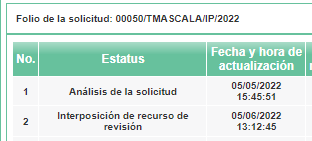 Folio de la solicitud: 00050/TMASCALA/IP/2022
No. Estatus Fecha y hora de actualización
1 Análisis de la solicitud 05/05/2022 15:45:51
2 Interposición de recurso de revisión 05/06/2022 13:12:45